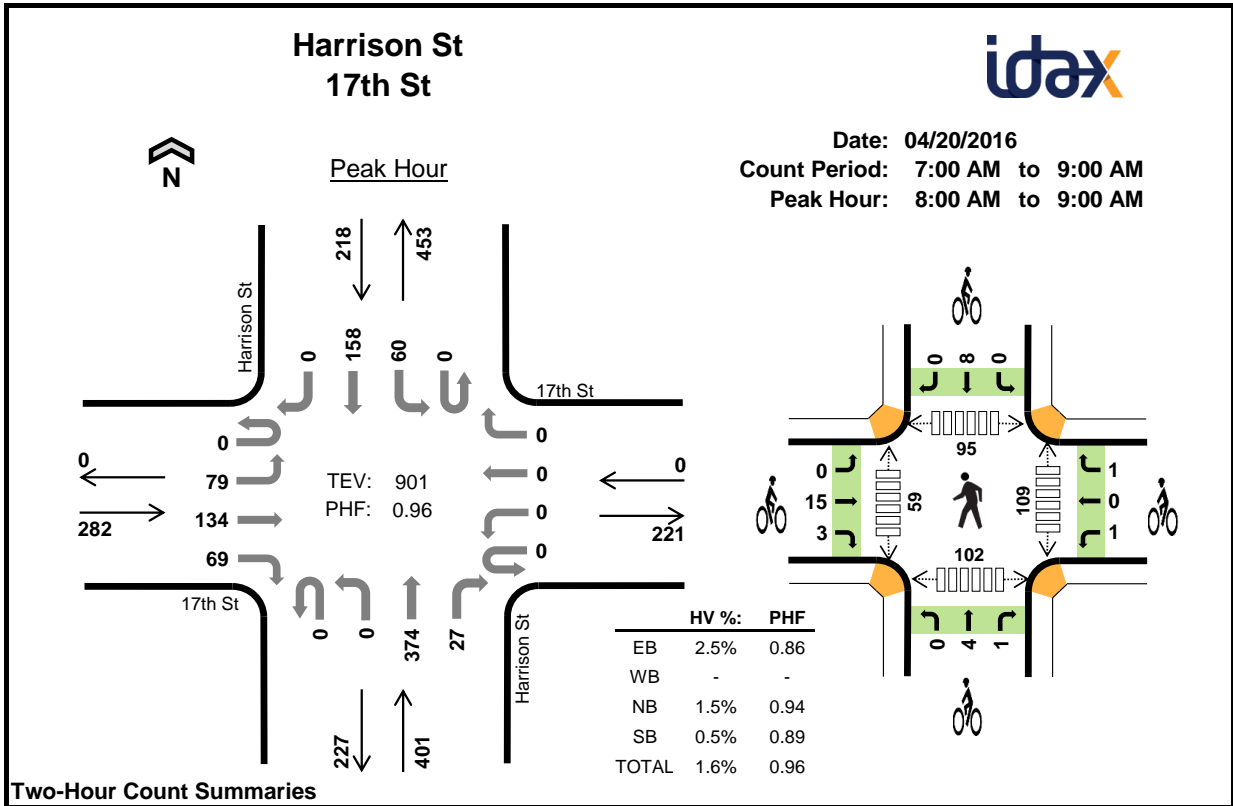 Harrison St
17th St
idax
Date: 04/20/2016
Count Period: 7:00 AM to 9:00 AM
Peak Hour: 8:00 AM to 9:00 AM
N
Peak Hour
218
453
Harrison St
0
158
60
0
17th St
0
79
134
69
0
282
TEV: 901
PHF: 0.96
0
0
0
0
0
221
17th St
0
0
374
27
Harrison St
227
401
HV %: PHF
EB 2.5% 0.86
WB - -
NB 1.5% 0.94
SB 0.5% 0.89
TOTAL 1.6% 0.96
0
8
0
95
0
15
3
59
109
1
0
1
102
0
4
1
Two-Hour Count Summaries